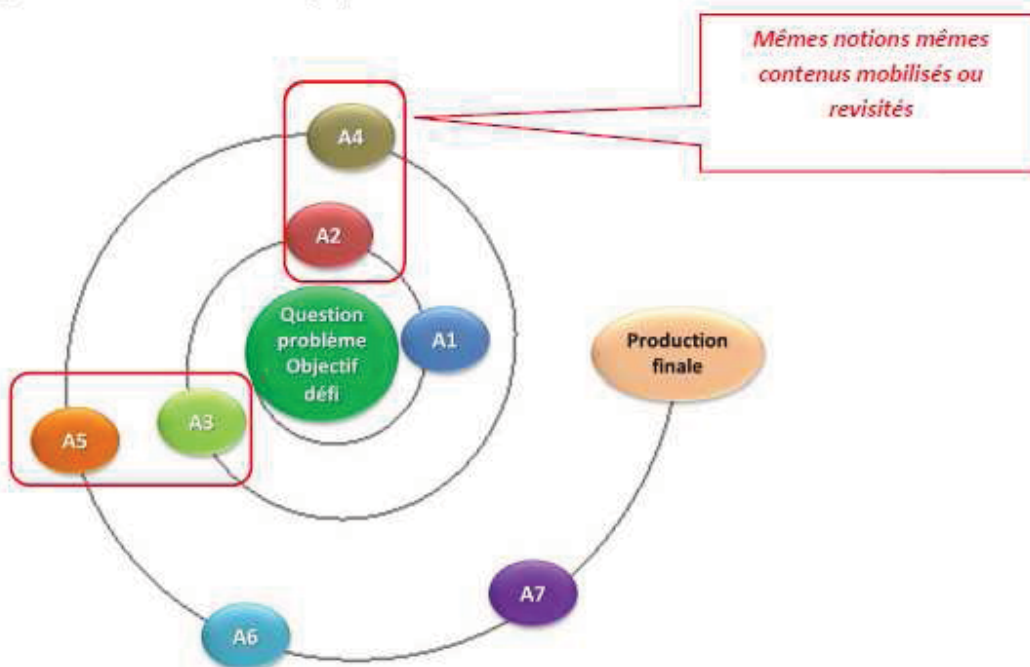 Mêmes notions mêmes
contenus mobilisés ou
revisités
A4
A2
Question
problème
Objectif
défi
A1
Production
finale
A3
A5
A7
A6